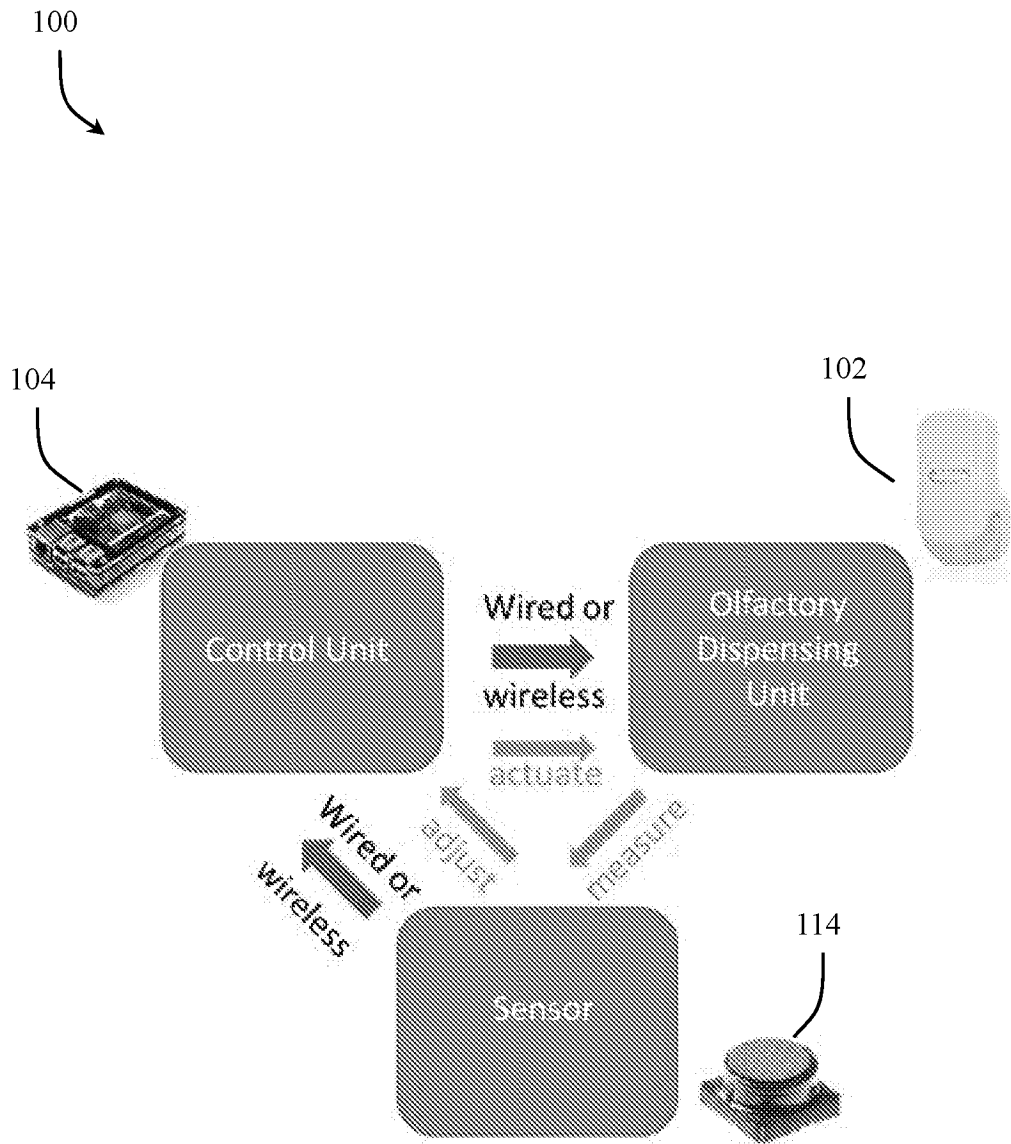 100
104
102
Control Unit
Wired or
wireless
actuate
Olfactory
Dispensing
Unit
adjust
measure
Wired or
wireless
Sensor
114